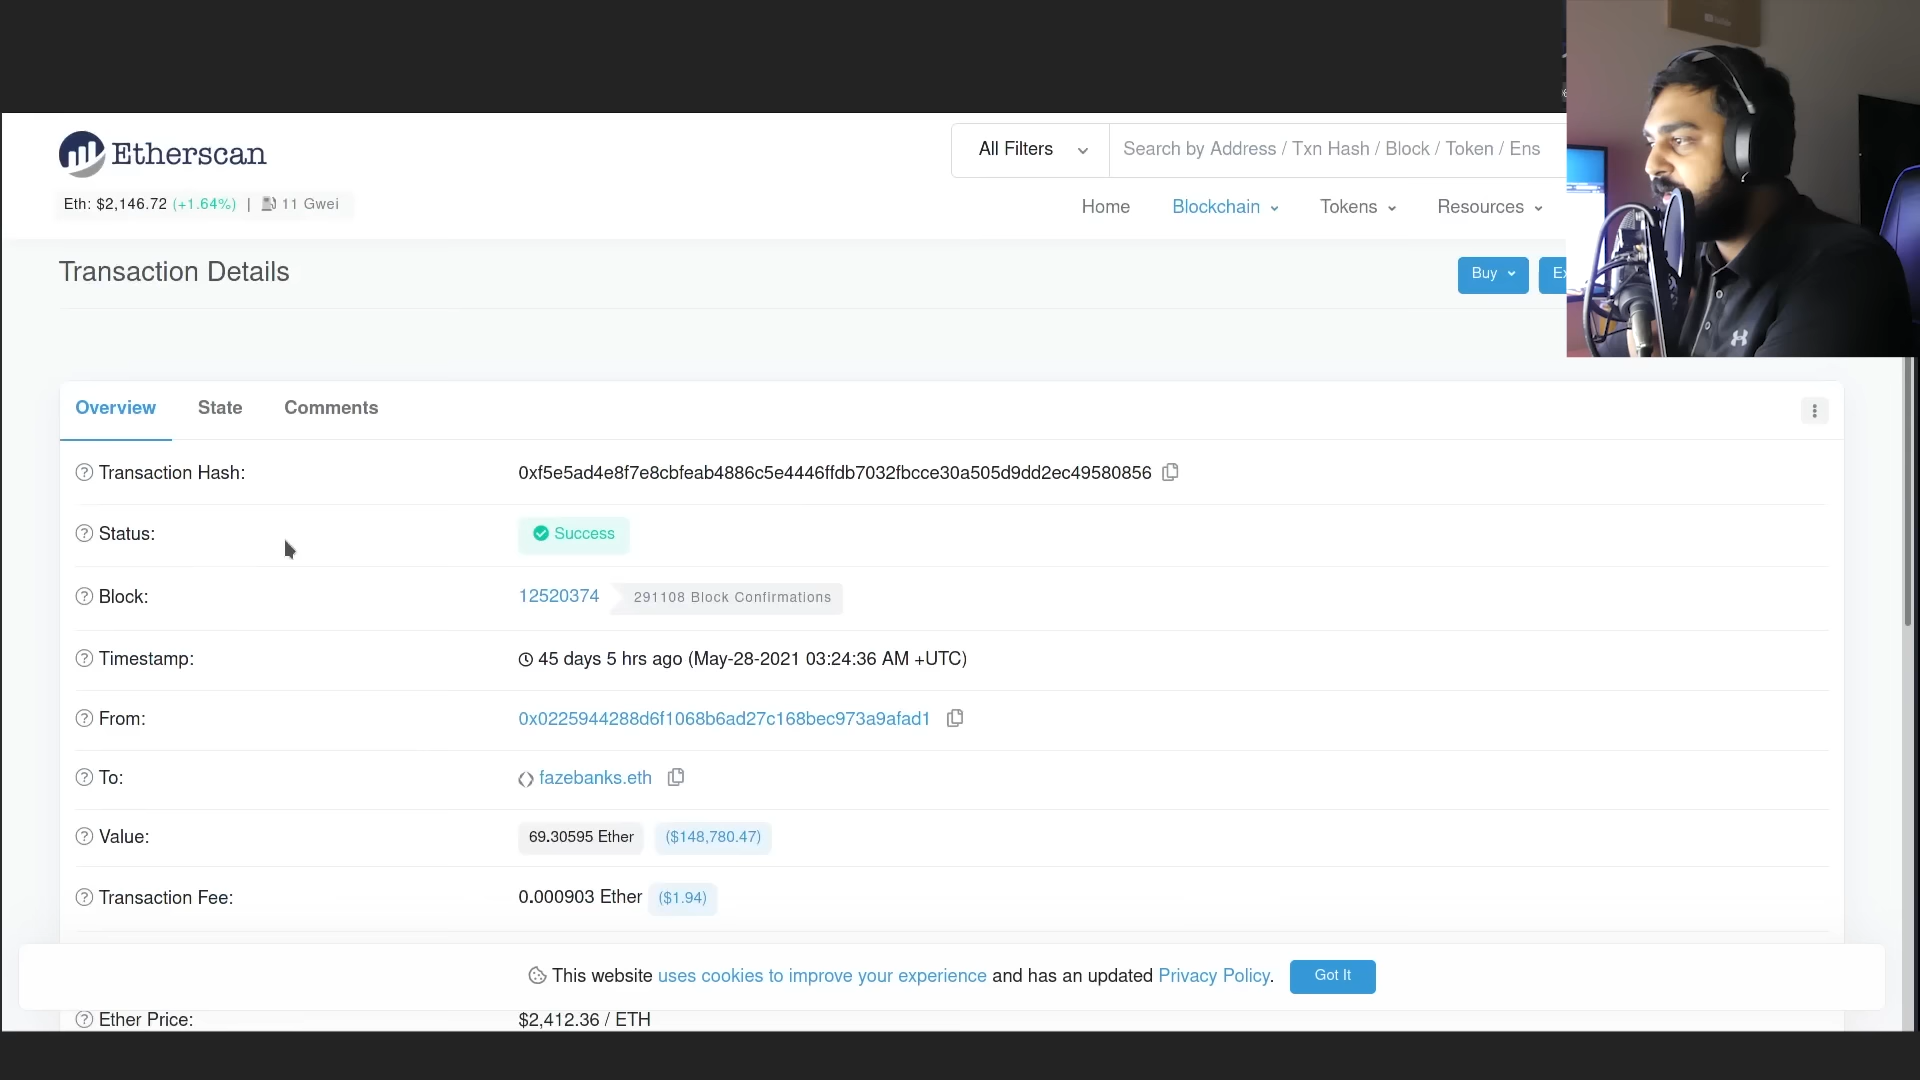 Etherscan
All Filters
Search by Address / Txn Hash / Block / Token / Ens
Eth: $2,146.72 (+1.64%) | 11 Gwei
Home Blockchain Tokens Resources
Transaction Details
Buy
Overview State Comments
Transaction Hash: 0xf5e5ad4e8f7e8cbfeab4886c5e4446ffdb7032fbcce30a505d9dd2ec49580856
Status: Success
Block: 12520374 291108 Block Confirmations
Timestamp: 45 days 5 hrs ago (May-28-2021 03:24:36 AM +UTC)
From: 0x0225944288d6f1068b6ad27c168bec973a9afad1
To: fazebanks.eth
Value: 69.30595 Ether ($148,780.47)
Transaction Fee: 0.000903 Ether ($1.94)
This website uses cookies to improve your experience and has an updated Privacy Policy. Got It
Ether Price: $2,412.36 / ETH